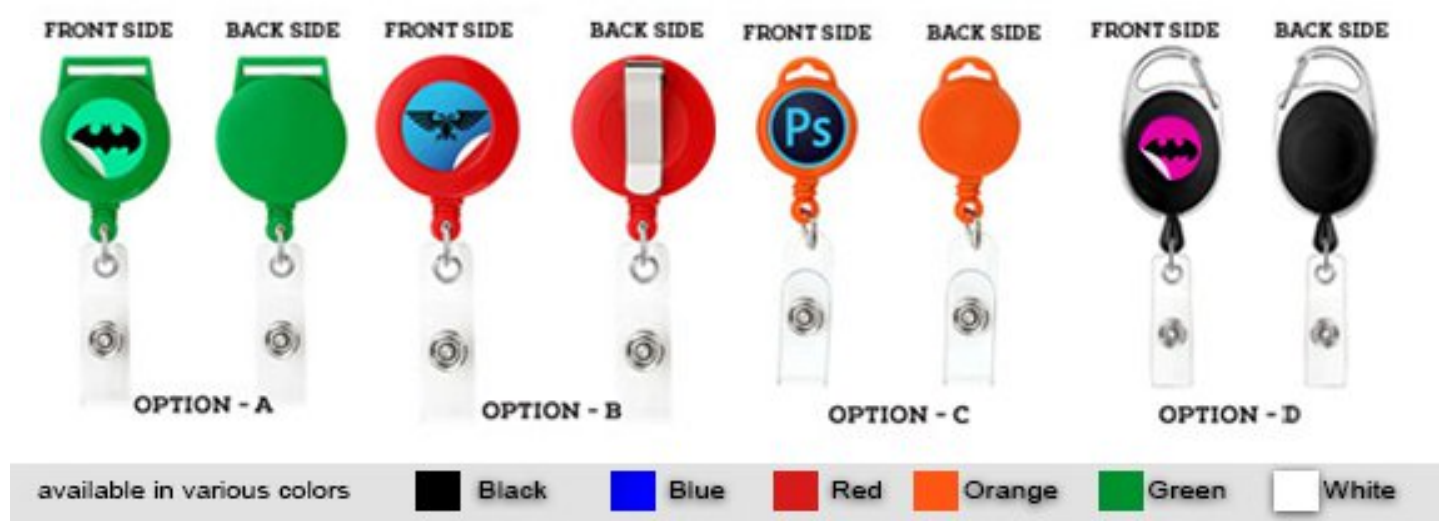 FRONT SIDE BACK SIDE FRONT SIDE BACK SIDE FRONT SIDE BACK SIDE FRONT SIDE BACK SIDE
Ps
OPTION - A OPTION - B OPTION - C OPTION - D
available in various colors Black Blue Red Orange Green White